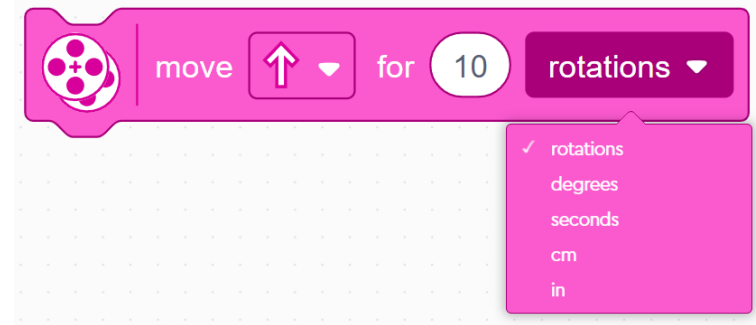 move for 10 rotations
rotations
degrees
seconds
cm
in